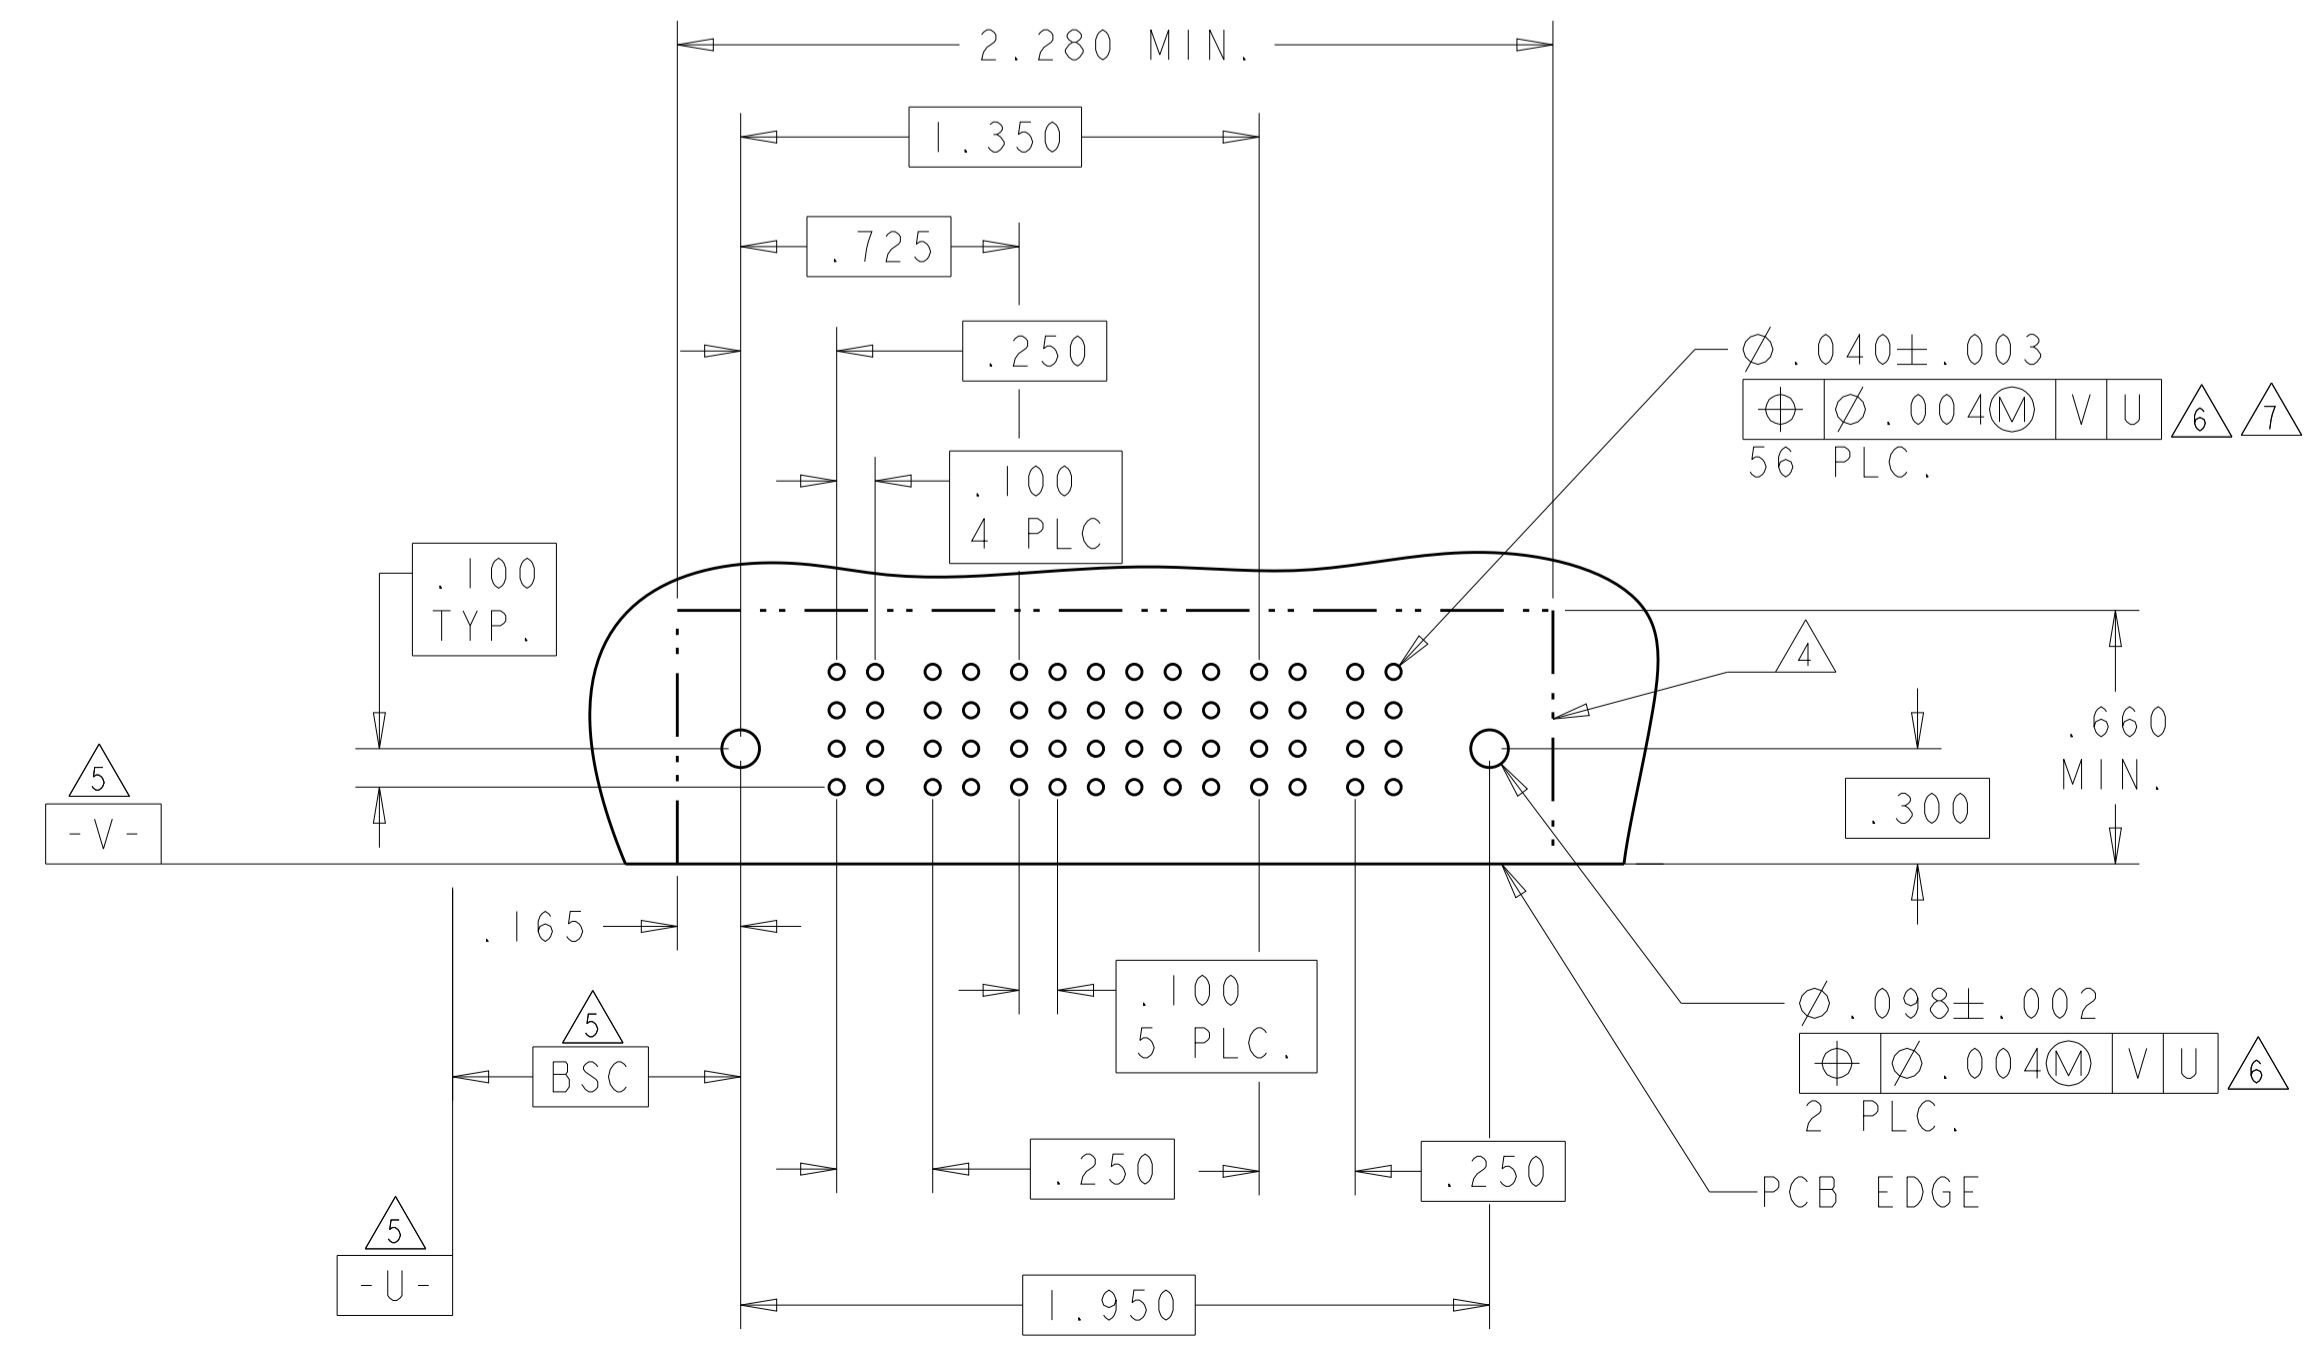 2.280 MIN.
1.350
.725
.250
⌀.040±.003
⌖ ⌀.004Ⓜ V U 6 7
56 PLC.
.100
4 PLC
.100
TYP.
4
.660
MIN.
5
-V-
.300
.165
.100
5 PLC.
⌀.098±.002
⌖ ⌀.004Ⓜ V U 6
2 PLC.
5
BSC
.250
.250
PCB EDGE
5
-U-
1.950